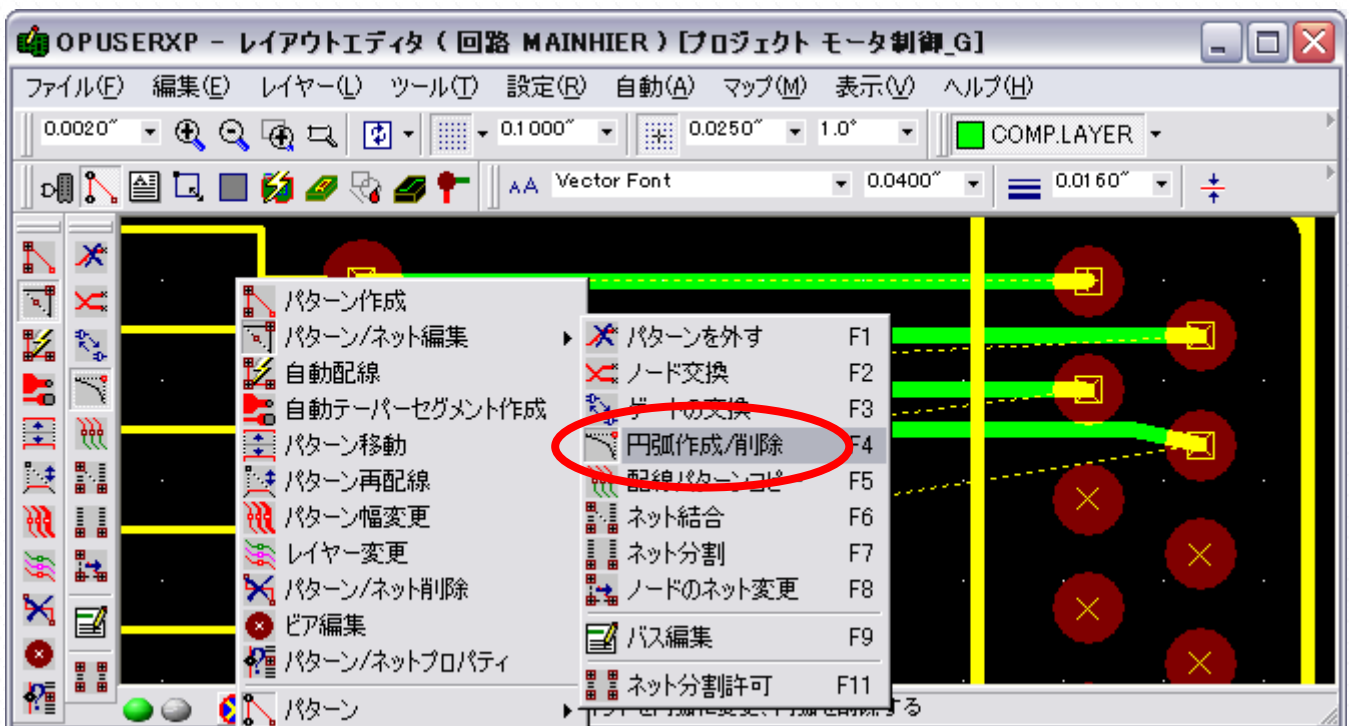 OPUSERXP - レイアウトエディタ ( 回路 MAINHIER ) [プロジェクト モータ制御_G]
ファイル(F) 編集(E) レイヤー(L) ツール(T) 設定(R) 自動(A) マップ(M) 表示(V) ヘルプ(H)
0.0020" 0.1000" 0.0250" 1.0° COMP.LAYER
AA Vector Font 0.0400" 0.0160"
パターン作成
パターン/ネット編集
自動配線
自動テーパーセグメント作成
パターン移動
パターン再配線
パターン幅変更
レイヤー変更
パターン/ネット削除
ビア編集
パターン/ネットプロパティ
パターン
パターンを外す F1
ノード交換 F2
ゲートの交換 F3
円弧作成/削除 F4
配線パターンコピー F5
ネット結合 F6
ネット分割 F7
ノードのネット変更 F8
バス編集 F9
ネット分割許可 F11